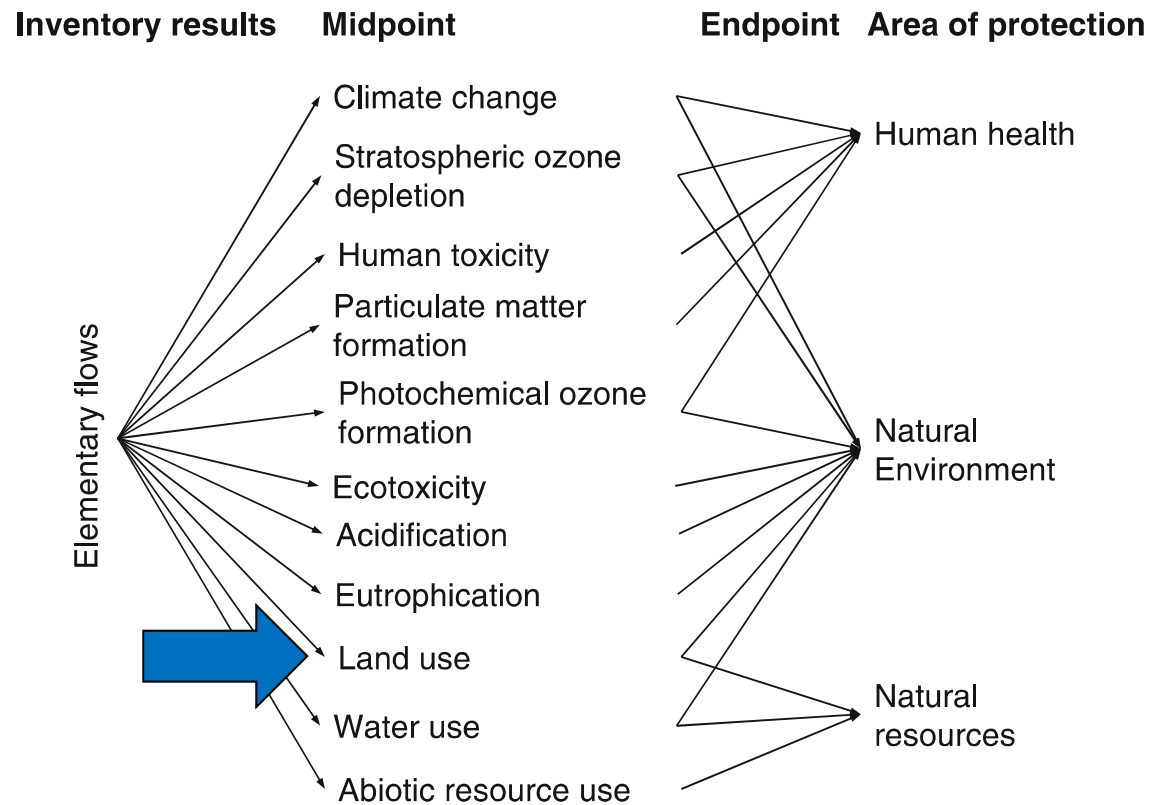 Inventory results Midpoint Endpoint Area of protection
Climate change
Human health
Stratospheric ozone
depletion
Human toxicity
Particulate matter
formation
Elementary flows
Photochemical ozone
formation
Natural
Environment
Ecotoxicity
Acidification
Eutrophication
Land use
Natural
resources
Water use
Abiotic resource use